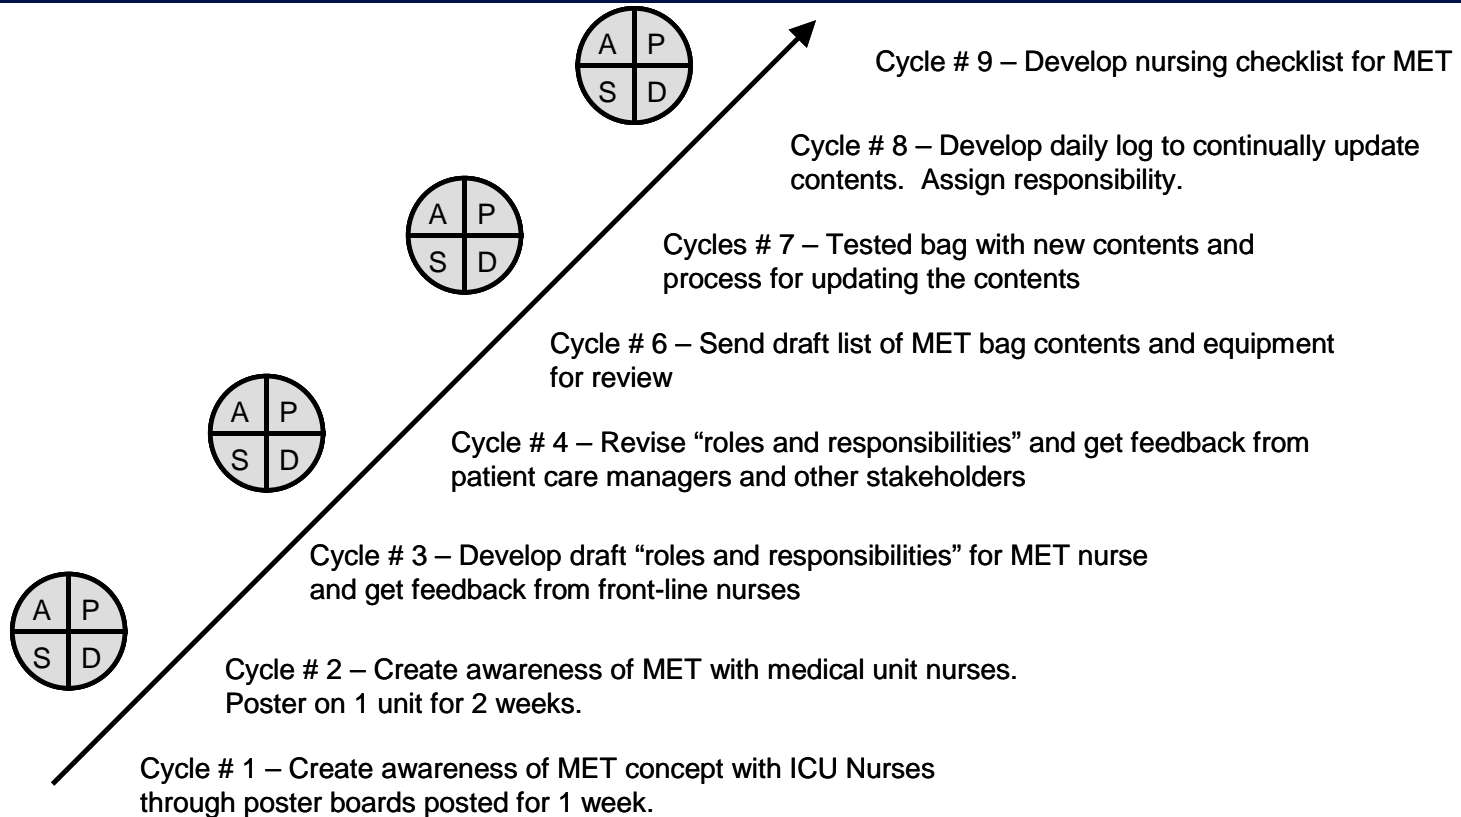 A P
S D
Cycle # 9 – Develop nursing checklist for MET
Cycle # 8 – Develop daily log to continually update
contents.  Assign responsibility.
A P
S D
Cycles # 7 – Tested bag with new contents and
process for updating the contents
Cycle # 6 – Send draft list of MET bag contents and equipment
for review
A P
S D
Cycle # 4 – Revise “roles and responsibilities” and get feedback from
patient care managers and other stakeholders
Cycle # 3 – Develop draft “roles and responsibilities” for MET nurse
and get feedback from front-line nurses
A P
S D
Cycle # 2 – Create awareness of MET with medical unit nurses.
Poster on 1 unit for 2 weeks.
Cycle # 1 – Create awareness of MET concept with ICU Nurses
through poster boards posted for 1 week.